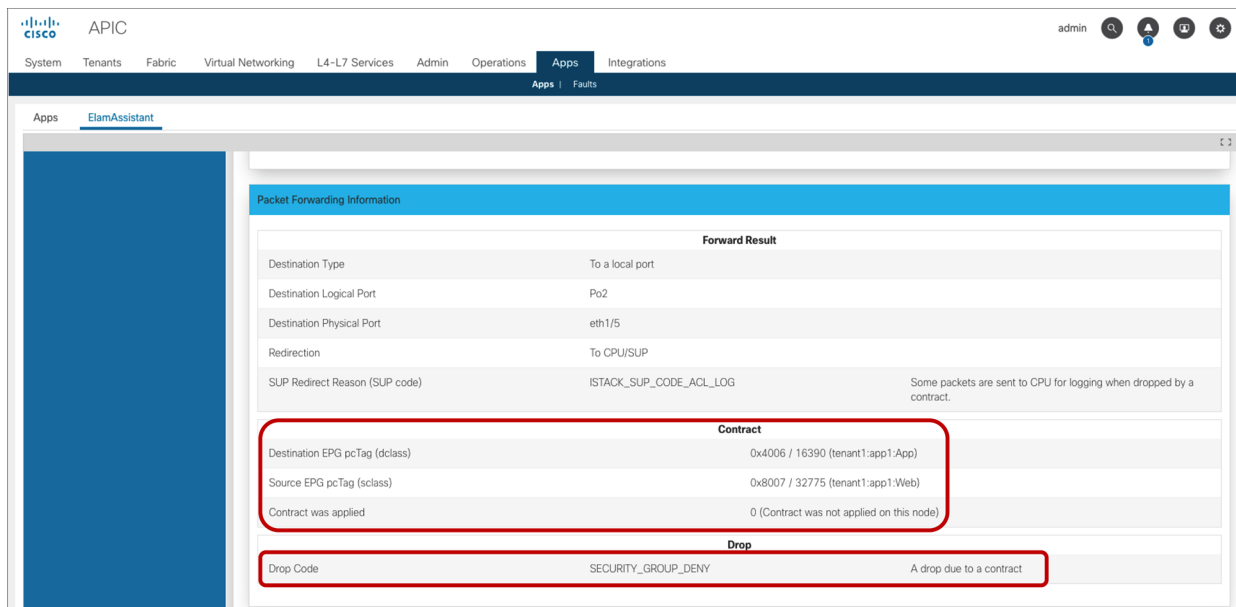 CISCO
APIC
admin
1
System Tenants Fabric Virtual Networking L4-L7 Services Admin Operations Apps Integrations
Apps | Faults
Apps ElamAssistant
Packet Forwarding Information
Forward Result
Destination Type To a local port
Destination Logical Port Po2
Destination Physical Port eth1/5
Redirection To CPU/SUP
SUP Redirect Reason (SUP code) ISTACK_SUP_CODE_ACL_LOG Some packets are sent to CPU for logging when dropped by a
contract.
Contract
Destination EPG pcTag (dclass) 0x4006 / 16390 (tenant1:app1:App)
Source EPG pcTag (sclass) 0x8007 / 32775 (tenant1:app1:Web)
Contract was applied 0 (Contract was not applied on this node)
Drop
Drop Code SECURITY_GROUP_DENY A drop due to a contract